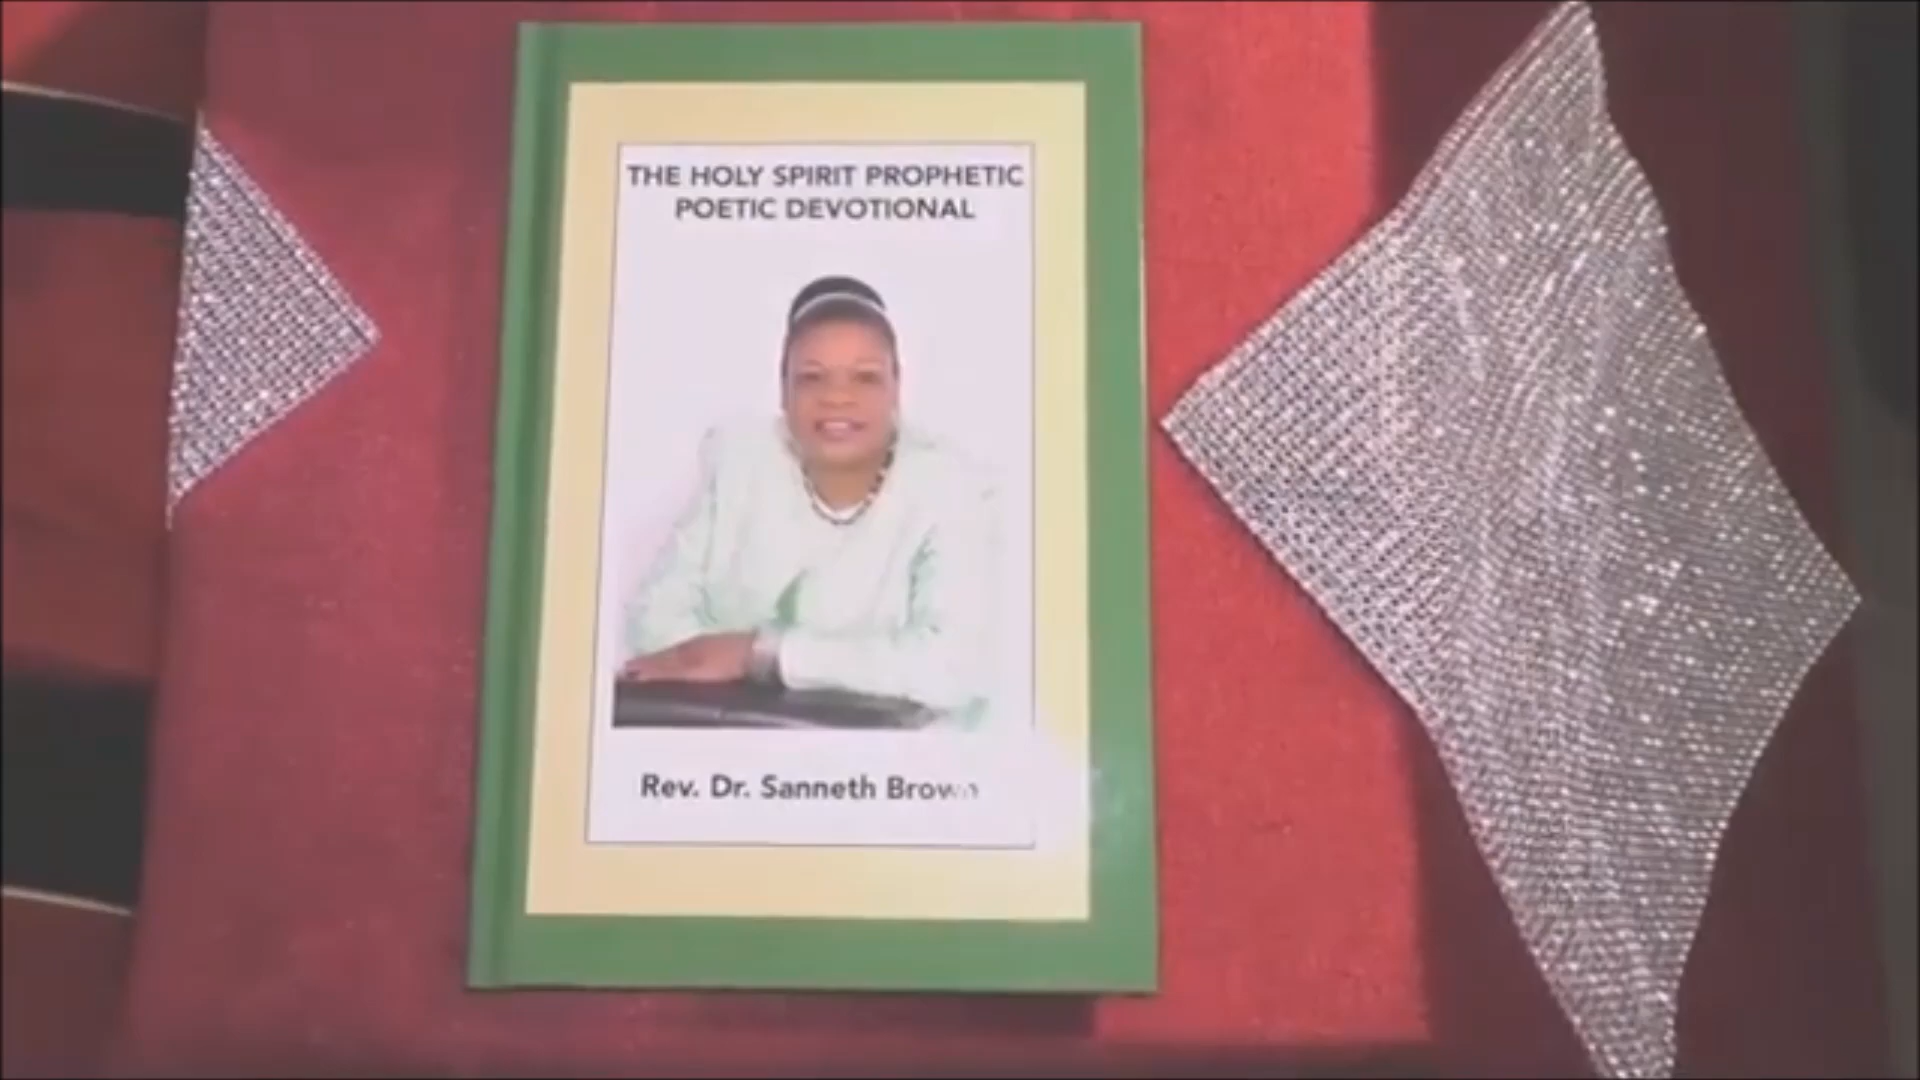 THE HOLY SPIRIT PROPHETIC
POETIC DEVOTIONAL
Rev. Dr. Sanneth Brown